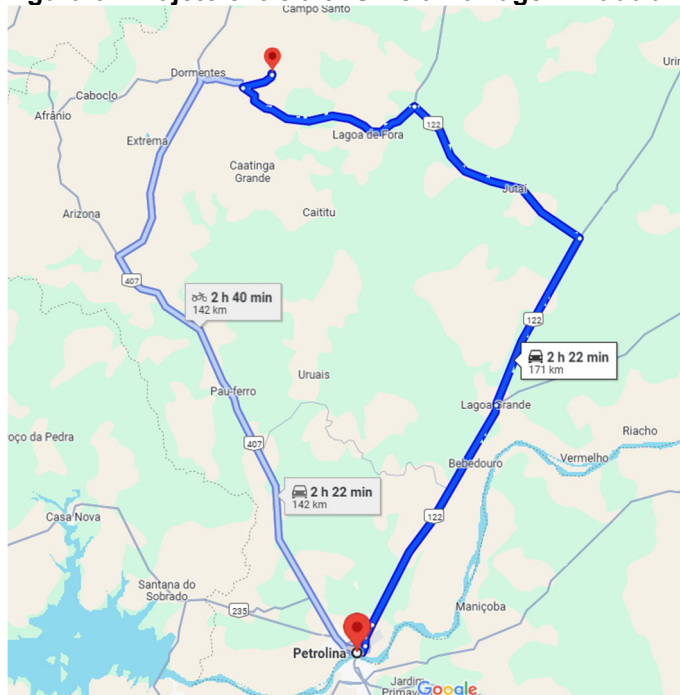 Campo Santo
Dormentes
Caboclo
Afrânio
Extrema
Lagoa de Fora
122
Caatinga
Grande
Jutaí
Arizona
Caititu
407
2 h 40 min
142 km
122
2 h 22 min
171 km
Uruais
Pau-ferro
Lagoa Grande
Riacho
oço da Pedra
407
Vermelho
Bebedouro
2 h 22 min
142 km
122
Casa Nova
Santana do
Sobrado
235
Maniçoba
Petrolina
Jardim
Primav
Google